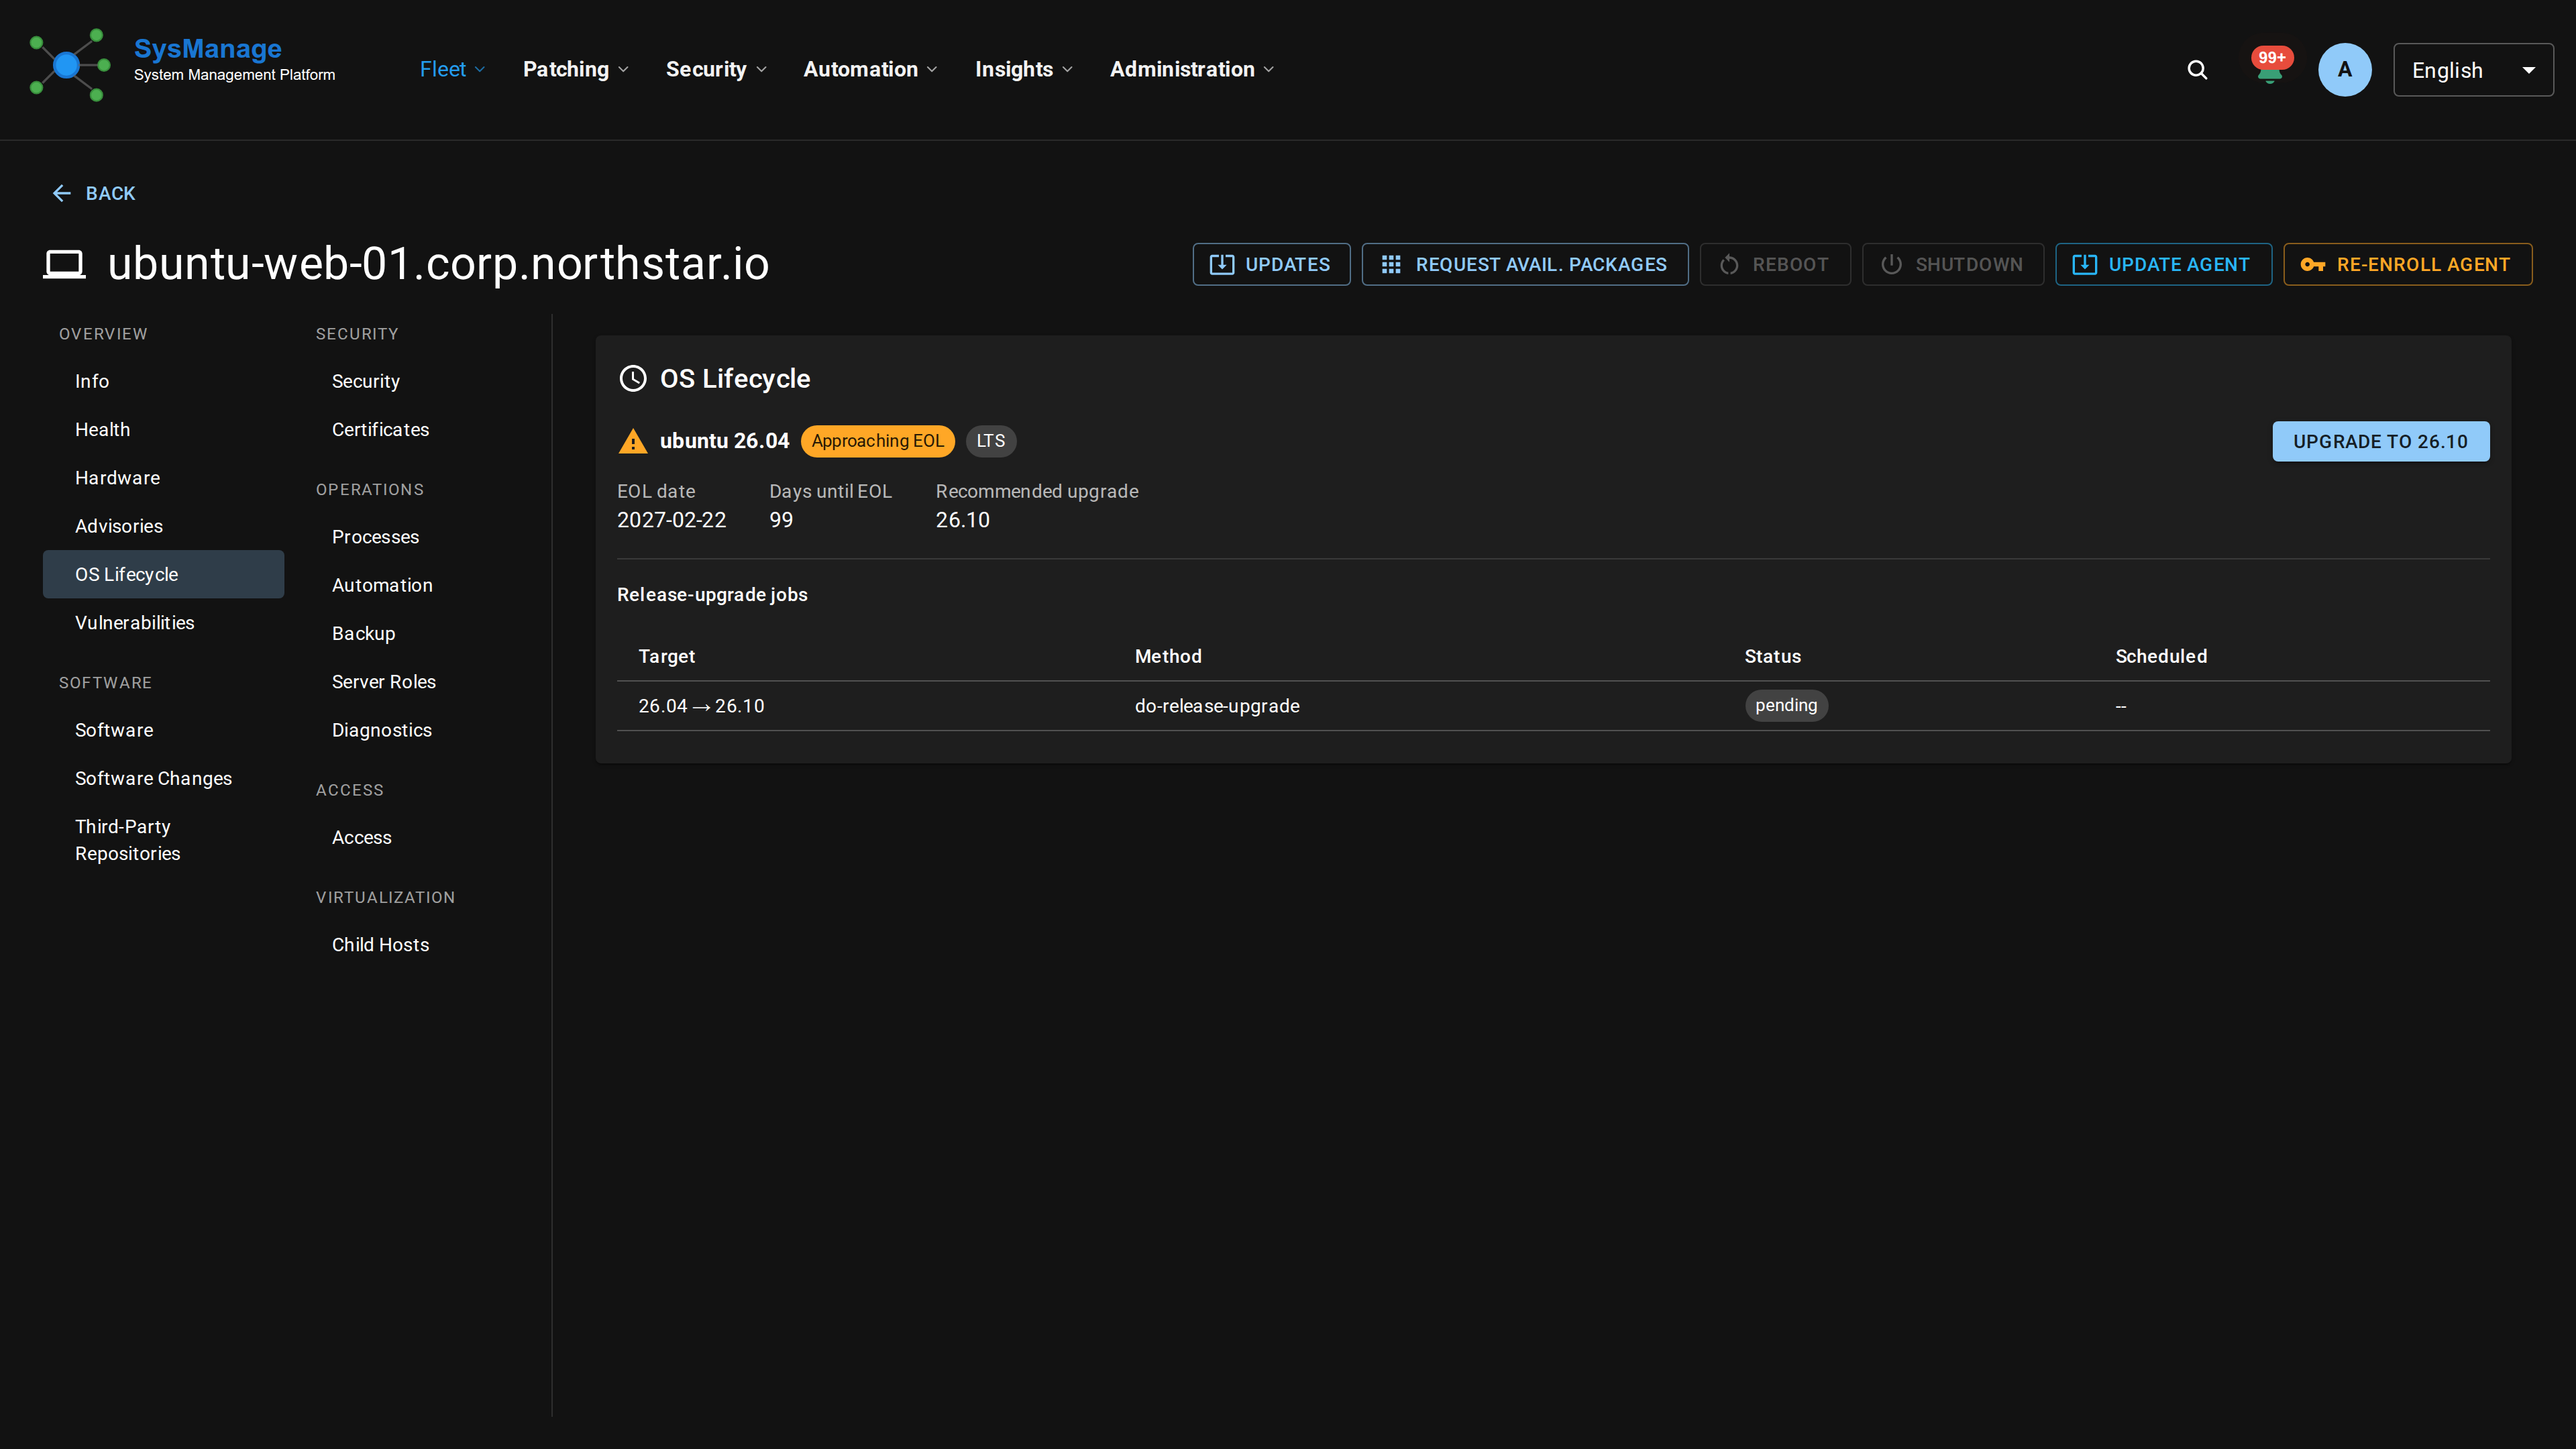 SysManage
System Management Platform
Fleet
Patching
Security
Automation
Insights
Administration
99+
A
English
BACK
ubuntu-web-01.corp.northstar.io
UPDATES
REQUEST AVAIL. PACKAGES
REBOOT
SHUTDOWN
UPDATE AGENT
RE-ENROLL AGENT
OVERVIEW
Info
Health
Hardware
Advisories
OS Lifecycle
Vulnerabilities
SOFTWARE
Software
Software Changes
Third-Party
Repositories
SECURITY
Security
Certificates
OPERATIONS
Processes
Automation
Backup
Server Roles
Diagnostics
ACCESS
Access
VIRTUALIZATION
Child Hosts
OS Lifecycle
ubuntu 26.04 Approaching EOL LTS
UPGRADE TO 26.10
EOL date Days until EOL Recommended upgrade
2027-02-22 99 26.10
Release-upgrade jobs
Target Method Status Scheduled
26.04 → 26.10 do-release-upgrade pending --